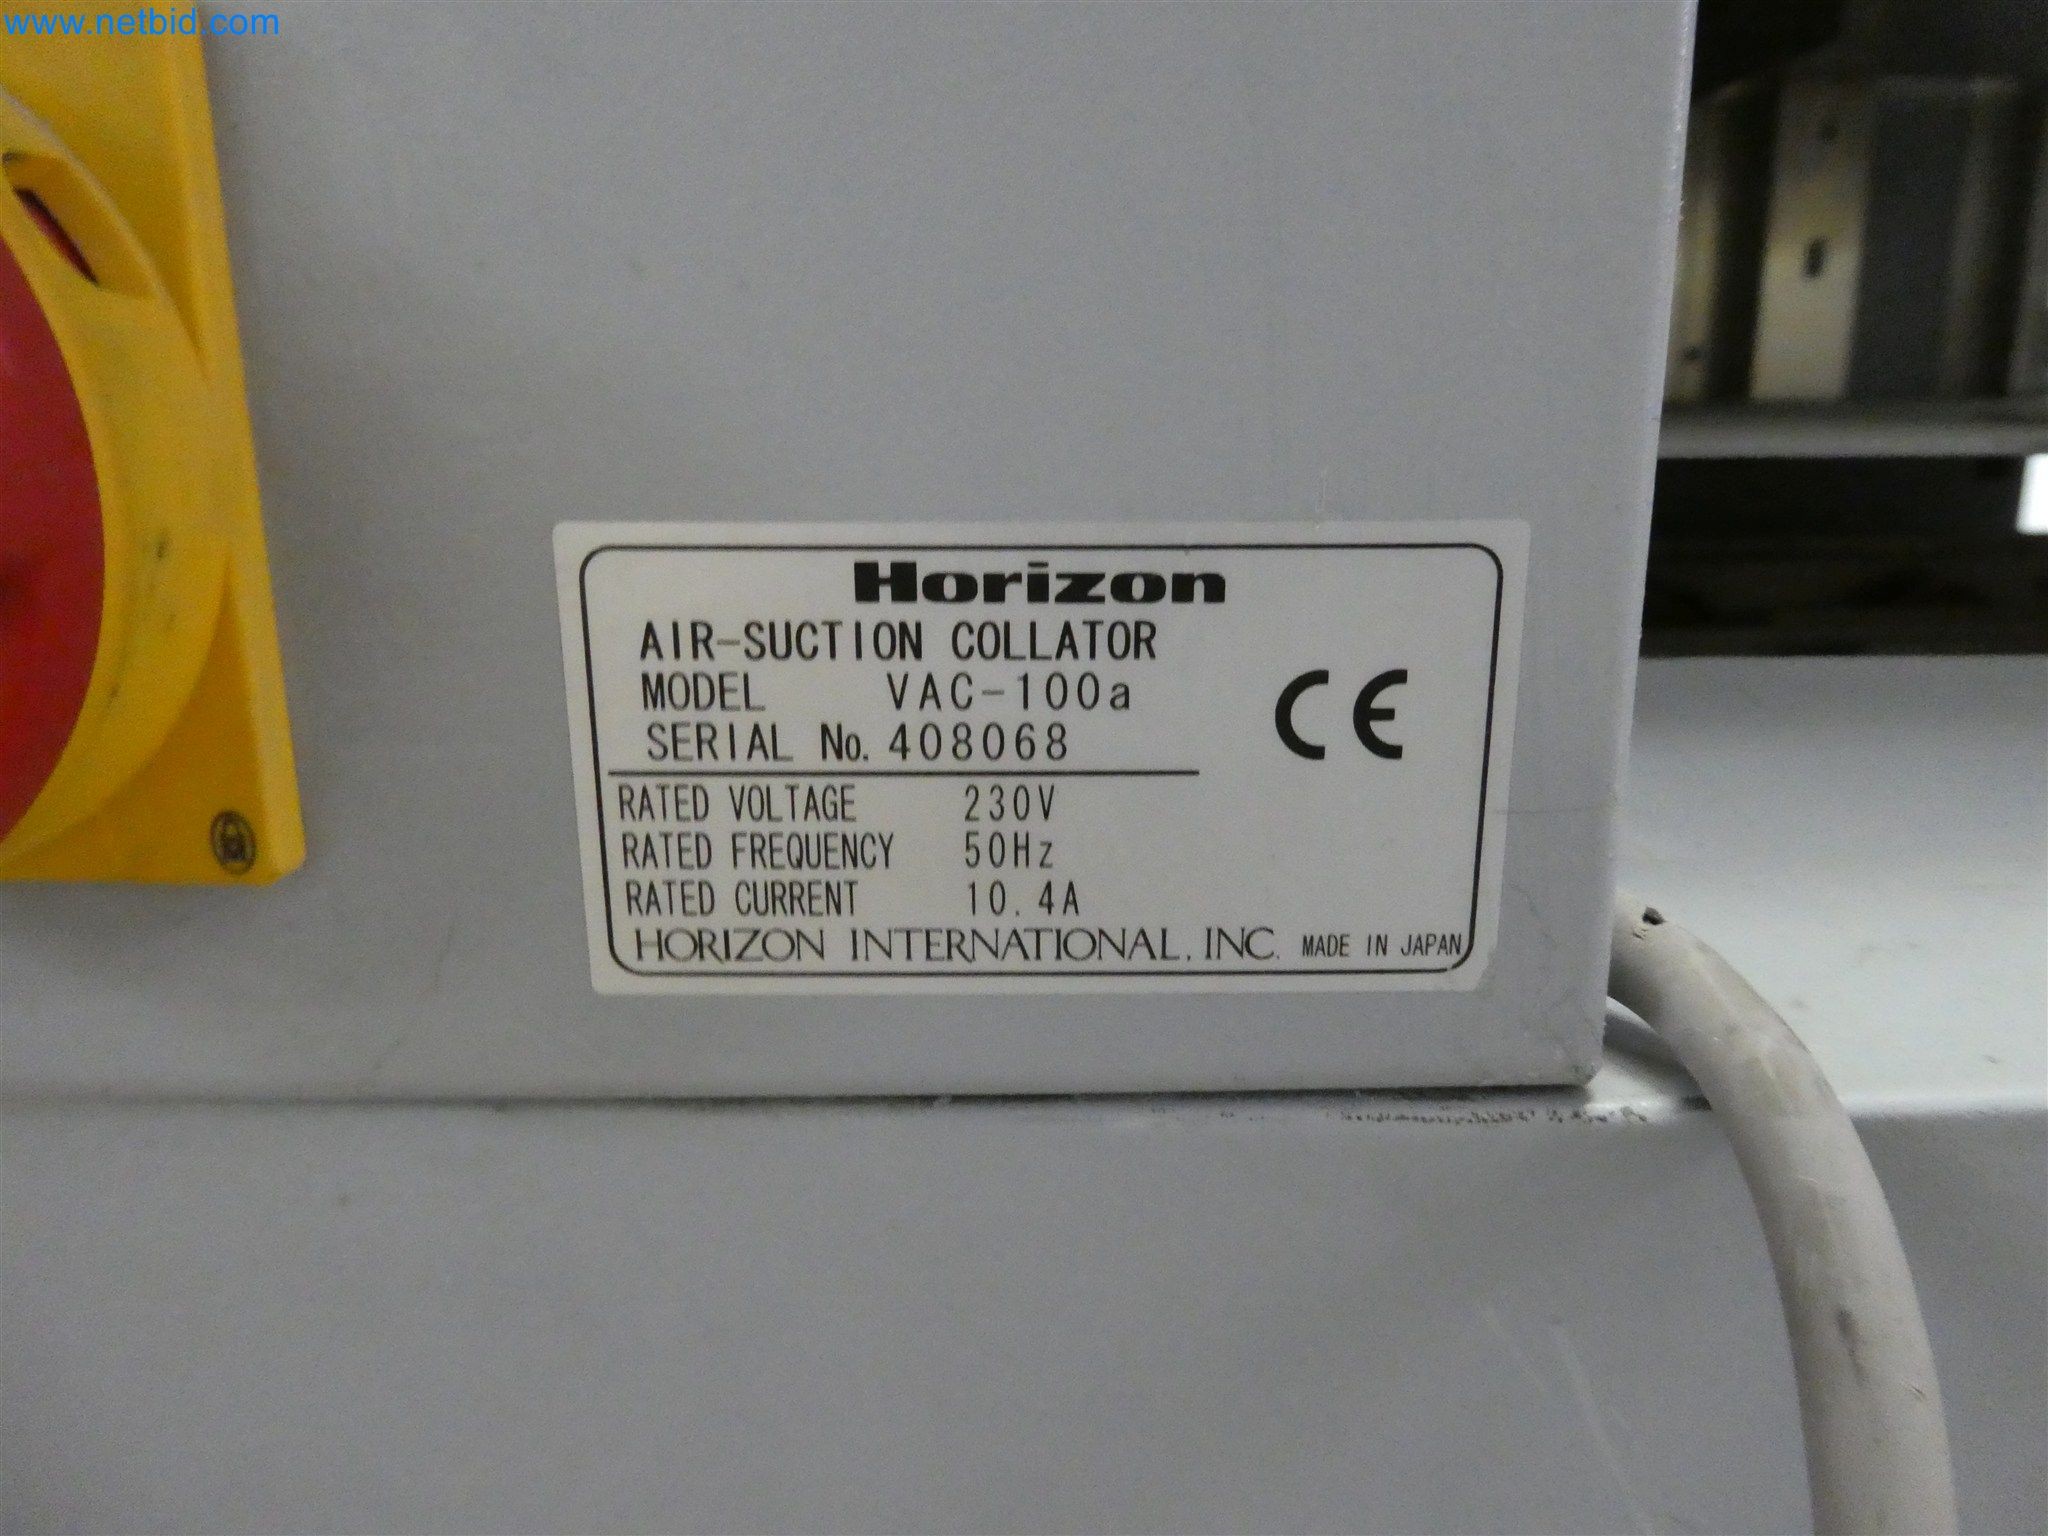 www.netbid.com
Horizon
AIR-SUCTION COLLATOR
MODEL VAC-100a
SERIAL No. 408068
CE
RATED VOLTAGE 230V
RATED FREQUENCY 50Hz
RATED CURRENT 10.4A
HORIZON INTERNATIONAL, INC. MADE IN JAPAN